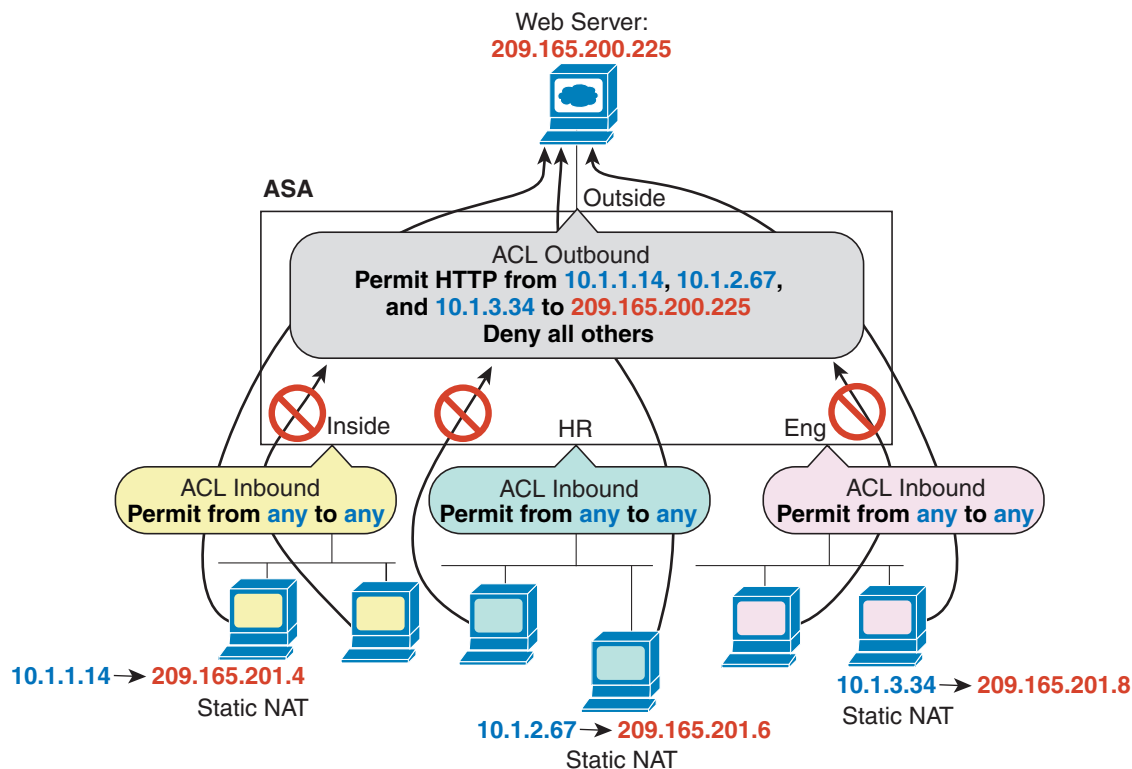 Web Server:
209.165.200.225
ASA
Outside
ACL Outbound
Permit HTTP from 10.1.1.14, 10.1.2.67,
and 10.1.3.34 to 209.165.200.225
Deny all others
Inside
HR
Eng
ACL Inbound
Permit from any to any
ACL Inbound
Permit from any to any
ACL Inbound
Permit from any to any
10.1.1.14 209.165.201.4
Static NAT
10.1.2.67 209.165.201.6
Static NAT
10.1.3.34 209.165.201.8
Static NAT